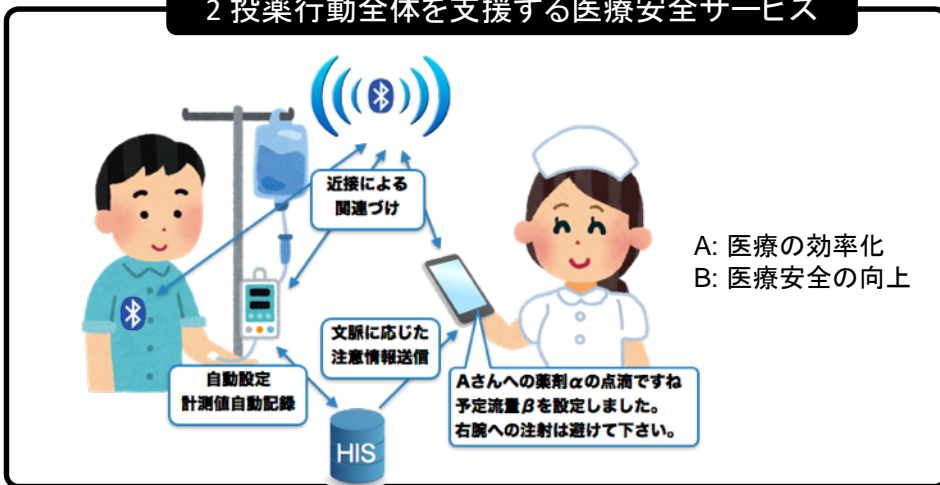 2 投薬行動全体を支援する医療安全サービス
近接による
関連づけ
A: 医療の効率化
B: 医療安全の向上
文脈に応じた
注意情報送信
自動設定
計測値自動記録
Aさんへの薬剤αの点滴ですね
予定流量βを設定しました。
右腕への注射は避けて下さい。
HIS